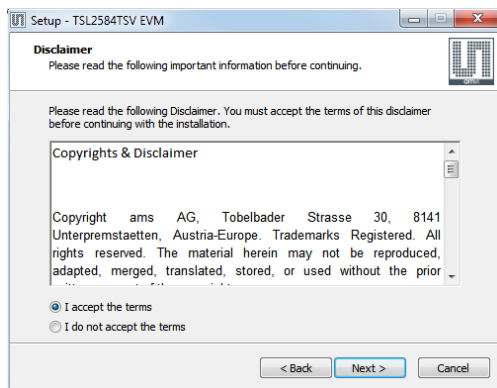 Setup - TSL2584TSV EVM
Disclaimer
Please read the following important information before continuing.
Please read the following Disclaimer. You must accept the terms of this disclaimer
before continuing with the installation.
Copyrights & Disclaimer
Copyright ams AG, Tobelbader Strasse 30, 8141
Unterpremstaetten, Austria-Europe. Trademarks Registered. All
rights reserved. The material herein may not be reproduced,
adapted, merged, translated, stored, or used without the prior
I accept the terms
I do not accept the terms
< Back
Next >
Cancel